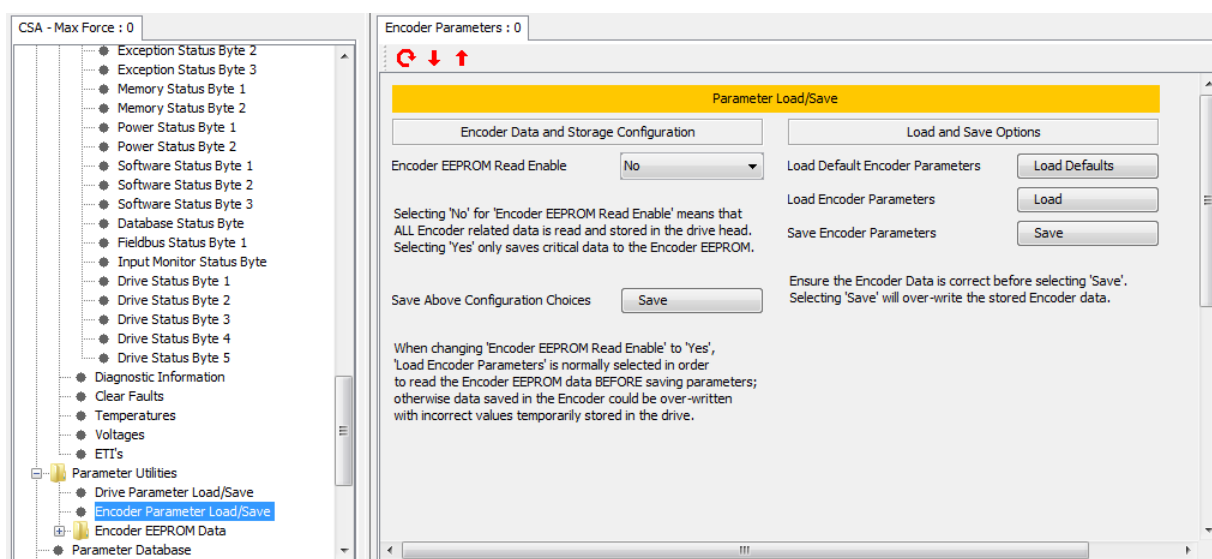 CSA - Max Force : 0
Exception Status Byte 2
Exception Status Byte 3
Memory Status Byte 1
Memory Status Byte 2
Power Status Byte 1
Power Status Byte 2
Software Status Byte 1
Software Status Byte 2
Software Status Byte 3
Database Status Byte
Fieldbus Status Byte 1
Input Monitor Status Byte
Drive Status Byte 1
Drive Status Byte 2
Drive Status Byte 3
Drive Status Byte 4
Drive Status Byte 5
Diagnostic Information
Clear Faults
Temperatures
Voltages
ETI's
Parameter Utilities
Drive Parameter Load/Save
Encoder Parameter Load/Save
Encoder EEPROM Data
Parameter Database
Encoder Parameters : 0
Parameter Load/Save
Encoder Data and Storage Configuration
Encoder EEPROM Read Enable No
Selecting 'No' for 'Encoder EEPROM Read Enable' means that
ALL Encoder related data is read and stored in the drive head.
Selecting 'Yes' only saves critical data to the Encoder EEPROM.
Save Above Configuration Choices Save
When changing 'Encoder EEPROM Read Enable' to 'Yes',
'Load Encoder Parameters' is normally selected in order
to read the Encoder EEPROM data BEFORE saving parameters;
otherwise data saved in the Encoder could be over-written
with incorrect values temporarily stored in the drive.
Load and Save Options
Load Default Encoder Parameters Load Defaults
Load Encoder Parameters Load
Save Encoder Parameters Save
Ensure the Encoder Data is correct before selecting 'Save'.
Selecting 'Save' will over-write the stored Encoder data.